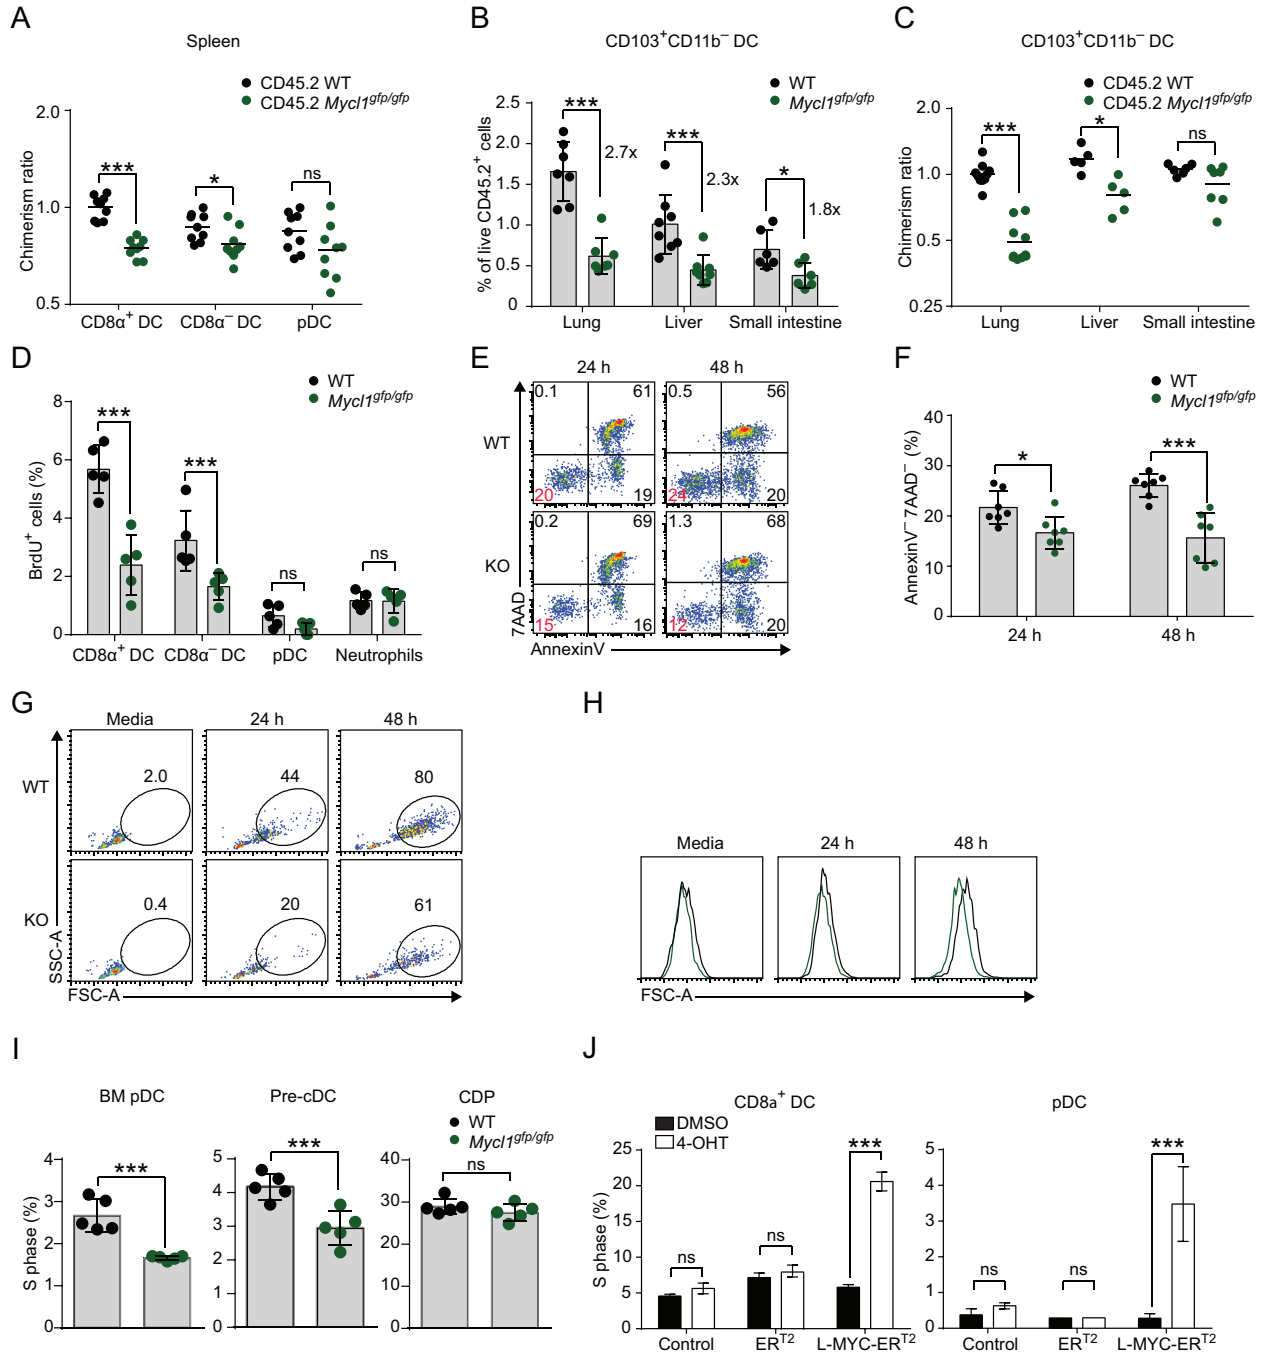 A
Spleen
CD45.2 WT
CD45.2 Mycl1gfp/gfp
Chimerism ratio
2.0
1.0
0.5
***
*
ns
CD8α+ DC
CD8α− DC
pDC
B
CD103+CD11b− DC
WT
Mycl1gfp/gfp
% of live CD45.2+ cells
2.5
2.0
1.5
1.0
0.5
0
***
2.7x
***
2.3x
*
1.8x
Lung
Liver
Small intestine
C
CD103+CD11b− DC
CD45.2 WT
CD45.2 Mycl1gfp/gfp
Chimerism ratio
2.0
1.0
0.5
0.25
***
*
ns
Lung
Liver
Small intestine
D
WT
Mycl1gfp/gfp
BrdU+ cells (%)
8
6
4
2
0
***
***
ns
ns
CD8α+ DC
CD8α− DC
pDC
Neutrophils
E
24 h
48 h
WT
0.1
61
20
19
0.5
56
24
20
KO
0.2
69
15
16
1.3
68
12
20
7AAD
AnnexinV
F
WT
Mycl1gfp/gfp
AnnexinV− 7AAD− (%)
40
30
20
10
0
*
***
24 h
48 h
G
Media
24 h
48 h
WT
2.0
44
80
KO
0.4
20
61
SSC-A
FSC-A
H
Media
24 h
48 h
FSC-A
I
BM pDC
Pre-cDC
CDP
WT
Mycl1gfp/gfp
S phase (%)
4
3
2
1
0
***
5
4
3
2
1
0
***
40
30
20
10
0
ns
J
CD8a+ DC
pDC
DMSO
4-OHT
S phase (%)
25
20
15
10
5
0
ns
ns
***
Control
ERT2
L-MYC-ERT2
5
4
3
2
1
0
ns
ns
***
Control
ERT2
L-MYC-ERT2